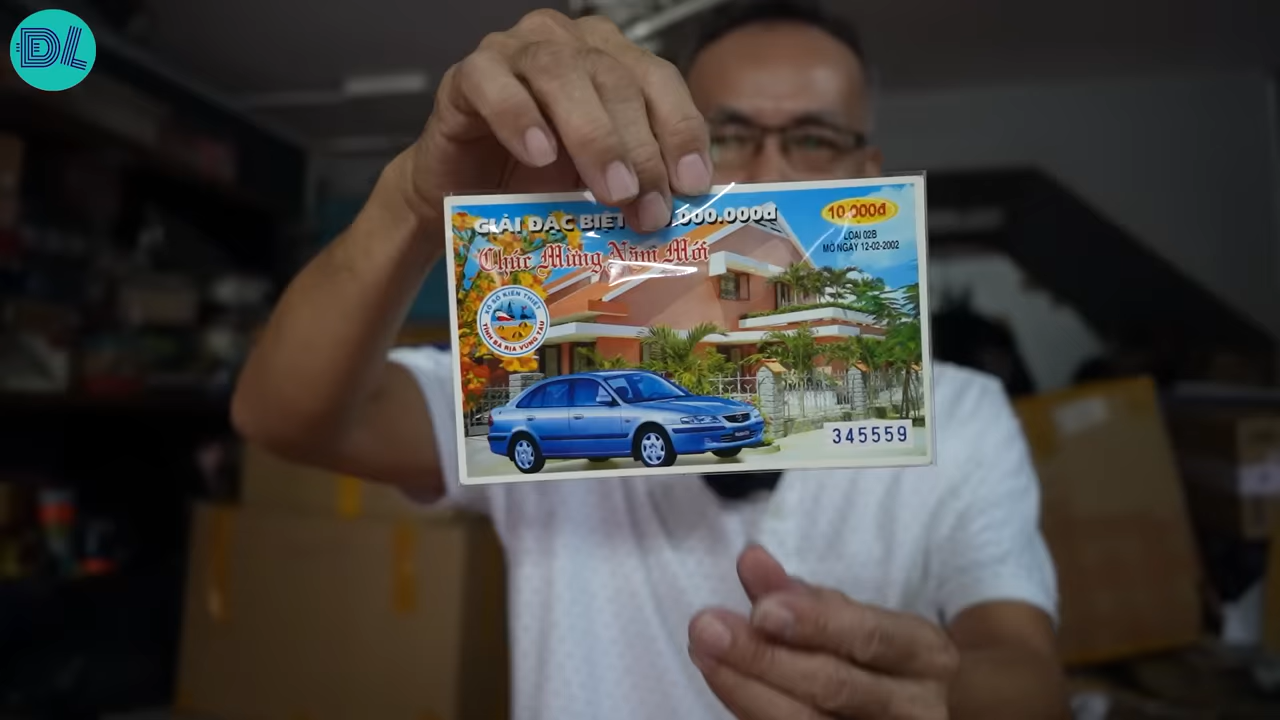 DL
GIẢI ĐẶC BIỆT 0.000.000đ
10.000đ
LOẠI 02B
MỞ NGÀY 12-02-2002
Chúc Mừng Năm Mới
XỔ SỐ KIẾN THIẾT
TỈNH BÀ RỊA VŨNG TÀU
345559